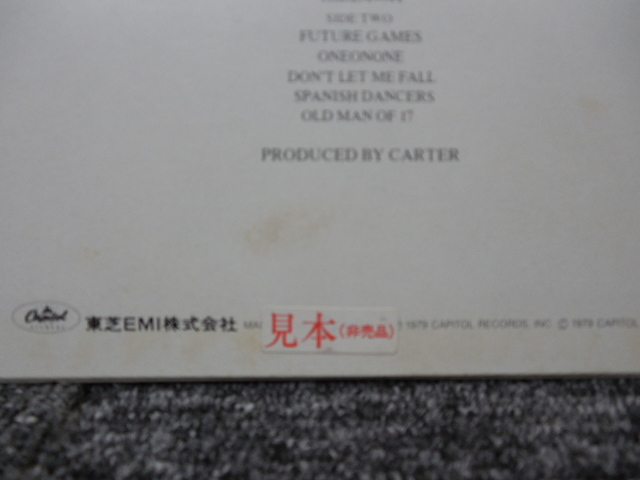 SIDE TWO
FUTURE GAMES
ONEONONE
DON'T LET ME FALL
SPANISH DANCERS
OLD MAN OF 17
PRODUCED BY CARTER
Capitol 東芝EMI株式会社 見本(非売品) 1979 CAPITOL RECORDS, INC. © 1979 CAPITOL